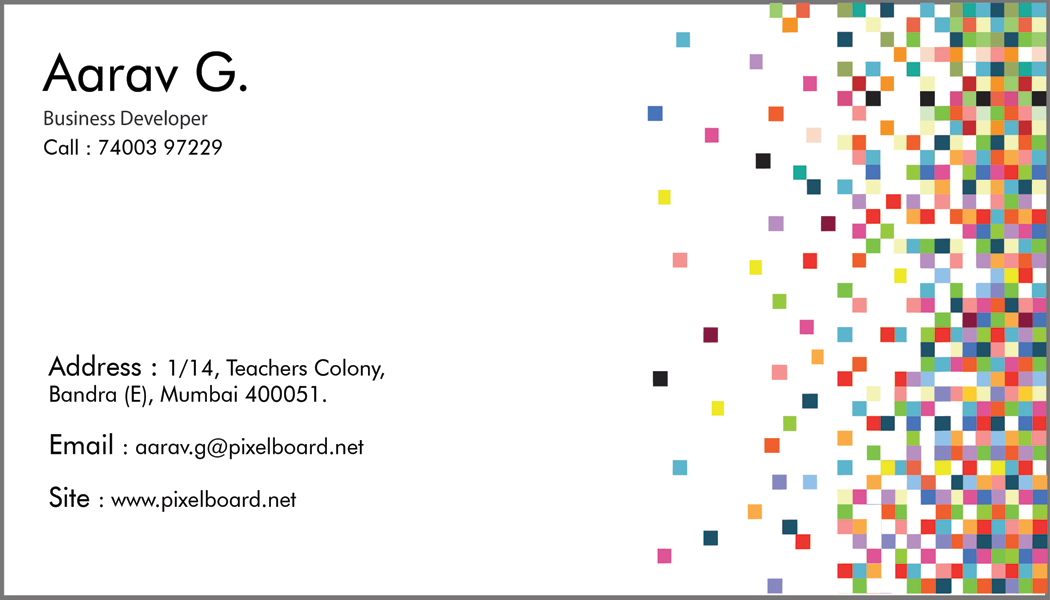 Aarav G.
Business Developer
Call : 74003 97229
Address : 1/14, Teachers Colony,
Bandra (E), Mumbai 400051.
Email : aarav.g@pixelboard.net
Site : www.pixelboard.net